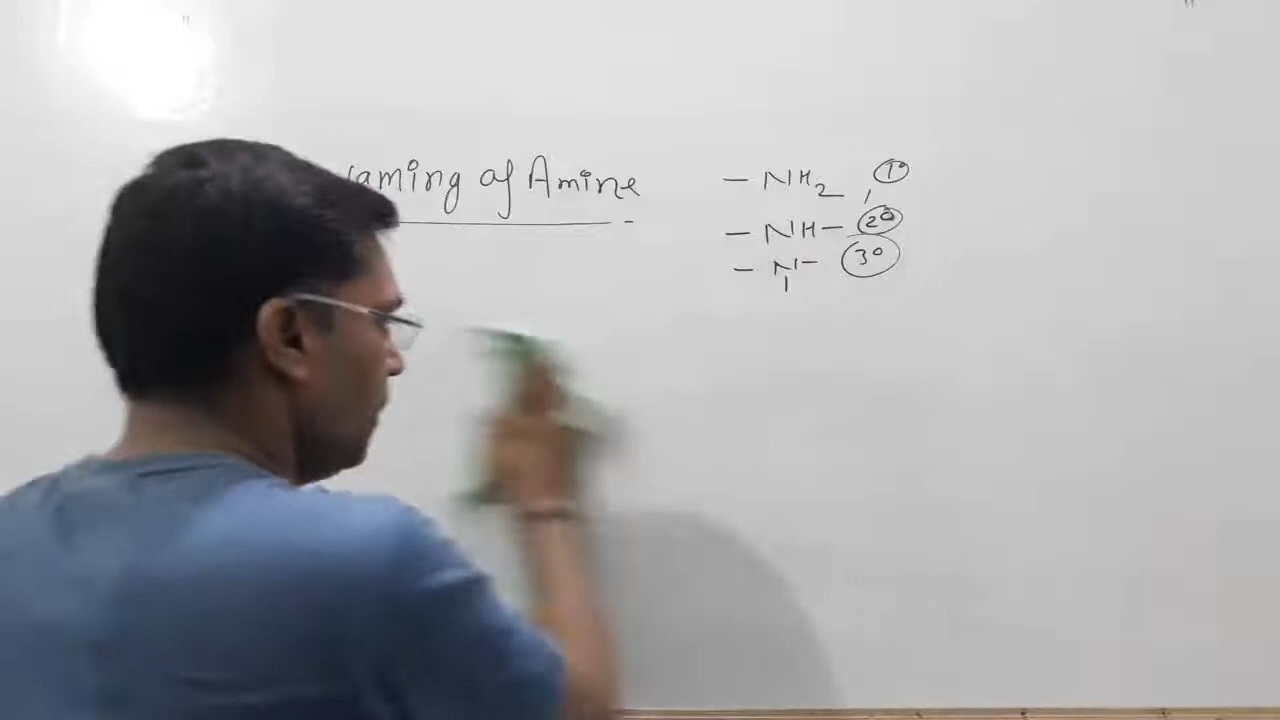 aming of Amine
- NH2 1°
- NH- 2°
- N- 3°